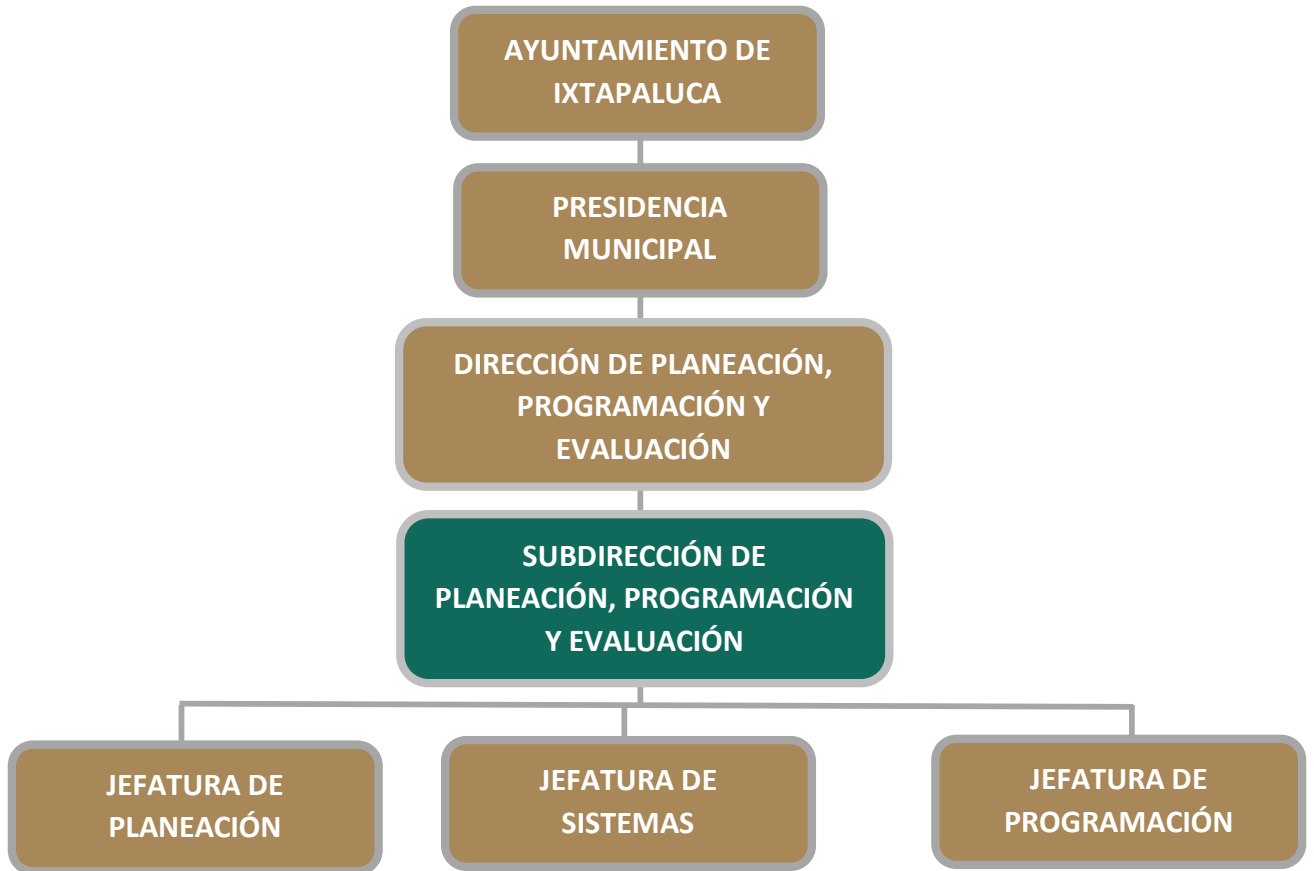 AYUNTAMIENTO DE
IXTAPALUCA
PRESIDENCIA
MUNICIPAL
DIRECCIÓN DE PLANEACIÓN,
PROGRAMACIÓN Y
EVALUACIÓN
SUBDIRECCIÓN DE
PLANEACIÓN, PROGRAMACIÓN
Y EVALUACIÓN
JEFATURA DE
PLANEACIÓN
JEFATURA DE
SISTEMAS
JEFATURA DE
PROGRAMACIÓN